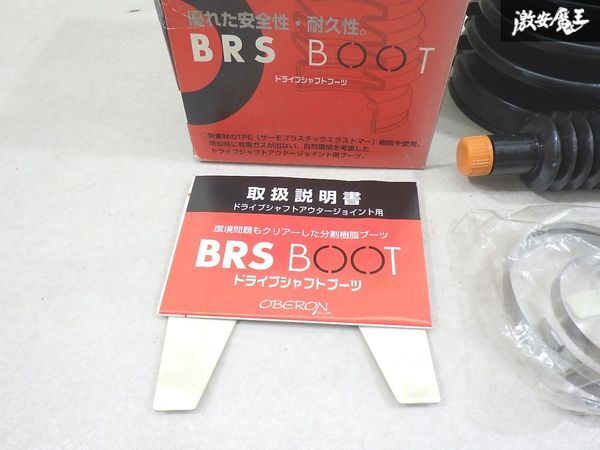 激安魔王
優れた安全性・耐久性。
BRS BOOT
ドライブシャフトブーツ
○新素材のTPE（サーモプラスチックエラストマー）樹脂を使用。
焼却時に有毒ガスが出ない、自然環境を考慮した
ドライブシャフトアウタージョイント用ブーツ。
取扱説明書
ドライブシャフトアウタージョイント用
環境問題もクリアーした分割樹脂ブーツ
BRS BOOT
ドライブシャフトブーツ
OBERON